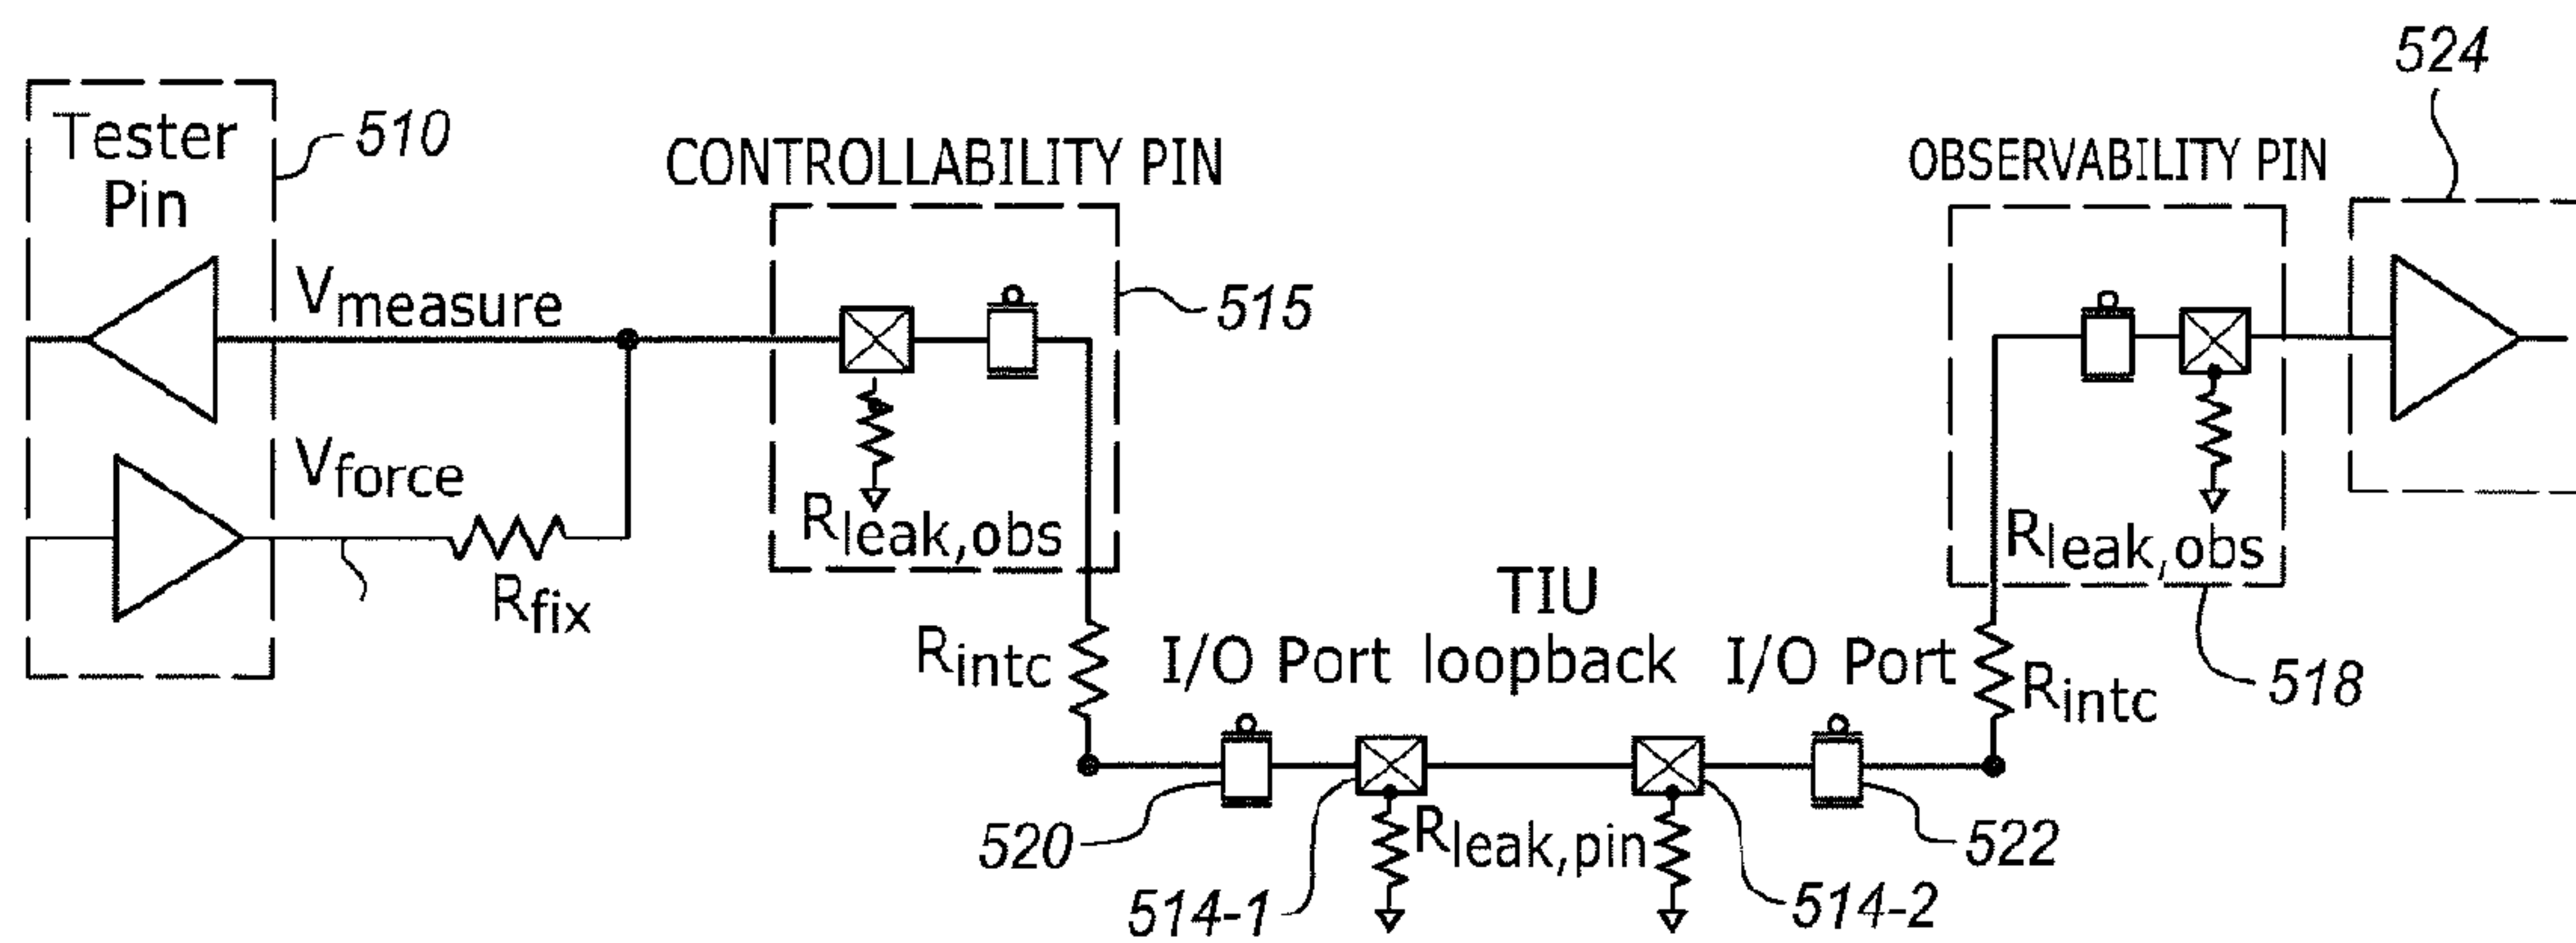 524
Tester
Pin
510
CONTROLLABILITY PIN
OBSERVABILITY PIN
Vmeasure
515
Vforce
Rfix
Rleak,obs
Rleak,obs
TIU
Rintc
I/O Port loopback
I/O Port
Rintc
518
520
Rleak,pin
522
514-1
514-2